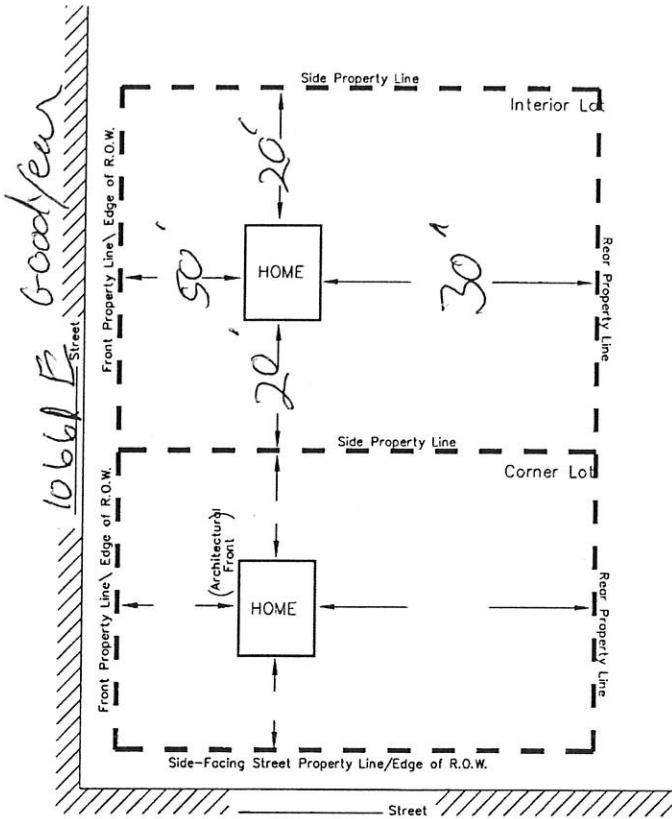 Side Property Line
Interior Lot
Front Property Line\ Edge of R.O.W.
20'
50'
HOME
30'
Rear Property Line
20'
10661 E Goodyear
Street
Side Property Line
Corner Lot
Front Property Line\ Edge of R.O.W.
(Architectural
Front)
HOME
Rear Property Line
Side-Facing Street Property Line/Edge of R.O.W.
Street